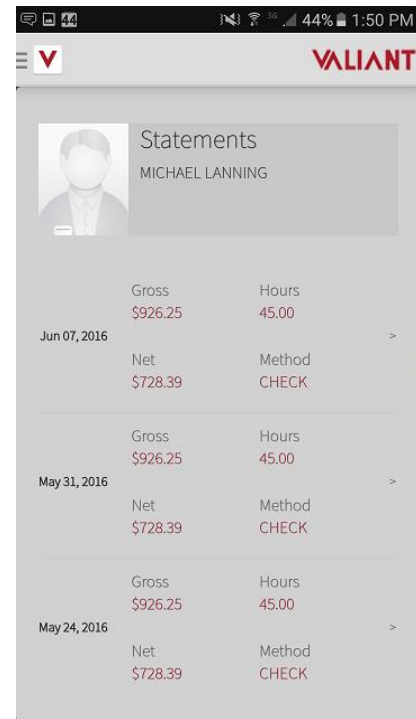 44 3G 44% 1:50 PM
V VALIANT
Statements
MICHAEL LANNING
Gross Hours
$926.25 45.00
Jun 07, 2016 >
Net Method
$728.39 CHECK
Gross Hours
$926.25 45.00
May 31, 2016 >
Net Method
$728.39 CHECK
Gross Hours
$926.25 45.00
May 24, 2016 >
Net Method
$728.39 CHECK